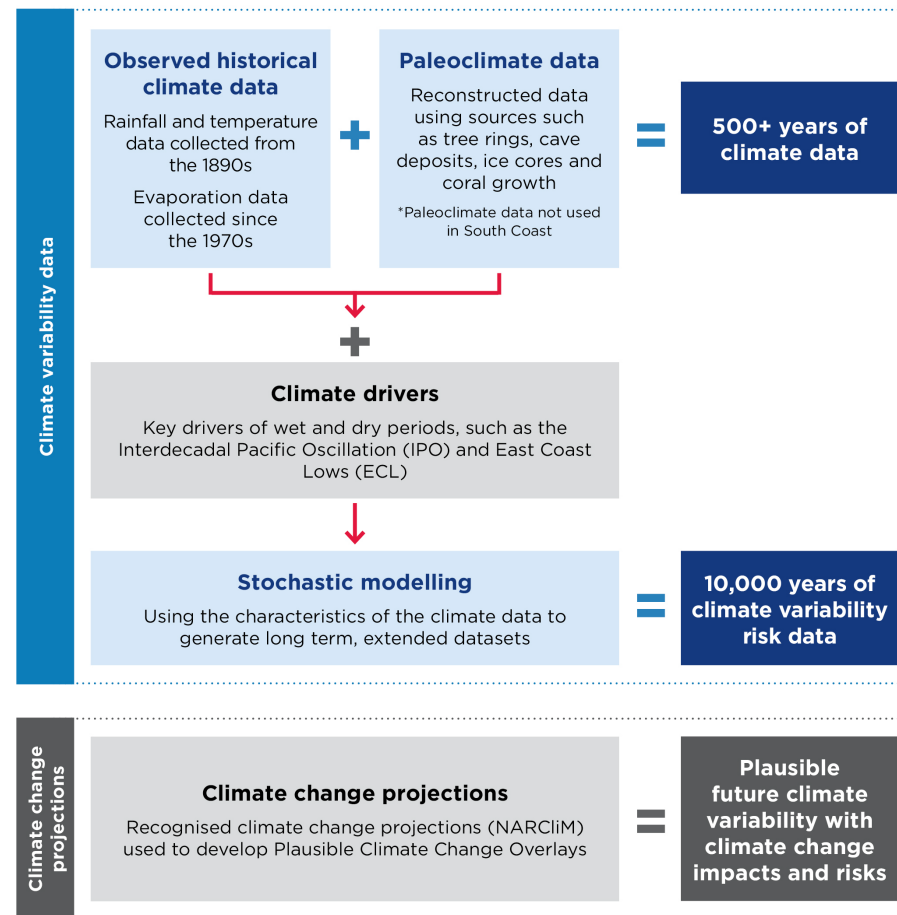 Climate variability data
Observed historical
climate data
Rainfall and temperature
data collected from
the 1890s
Evaporation data
collected since
the 1970s
+
Paleoclimate data
Reconstructed data
using sources such
as tree rings, cave
deposits, ice cores and
coral growth
*Paleoclimate data not used
in South Coast
=
500+ years of
climate data
+
Climate drivers
Key drivers of wet and dry periods, such as the
Interdecadal Pacific Oscillation (IPO) and East Coast
Lows (ECL)
Stochastic modelling
Using the characteristics of the climate data to
generate long term, extended datasets
=
10,000 years of
climate variability
risk data
Climate change
projections
Climate change projections
Recognised climate change projections (NARCliM)
used to develop Plausible Climate Change Overlays
=
Plausible
future climate
variability with
climate change
impacts and risks